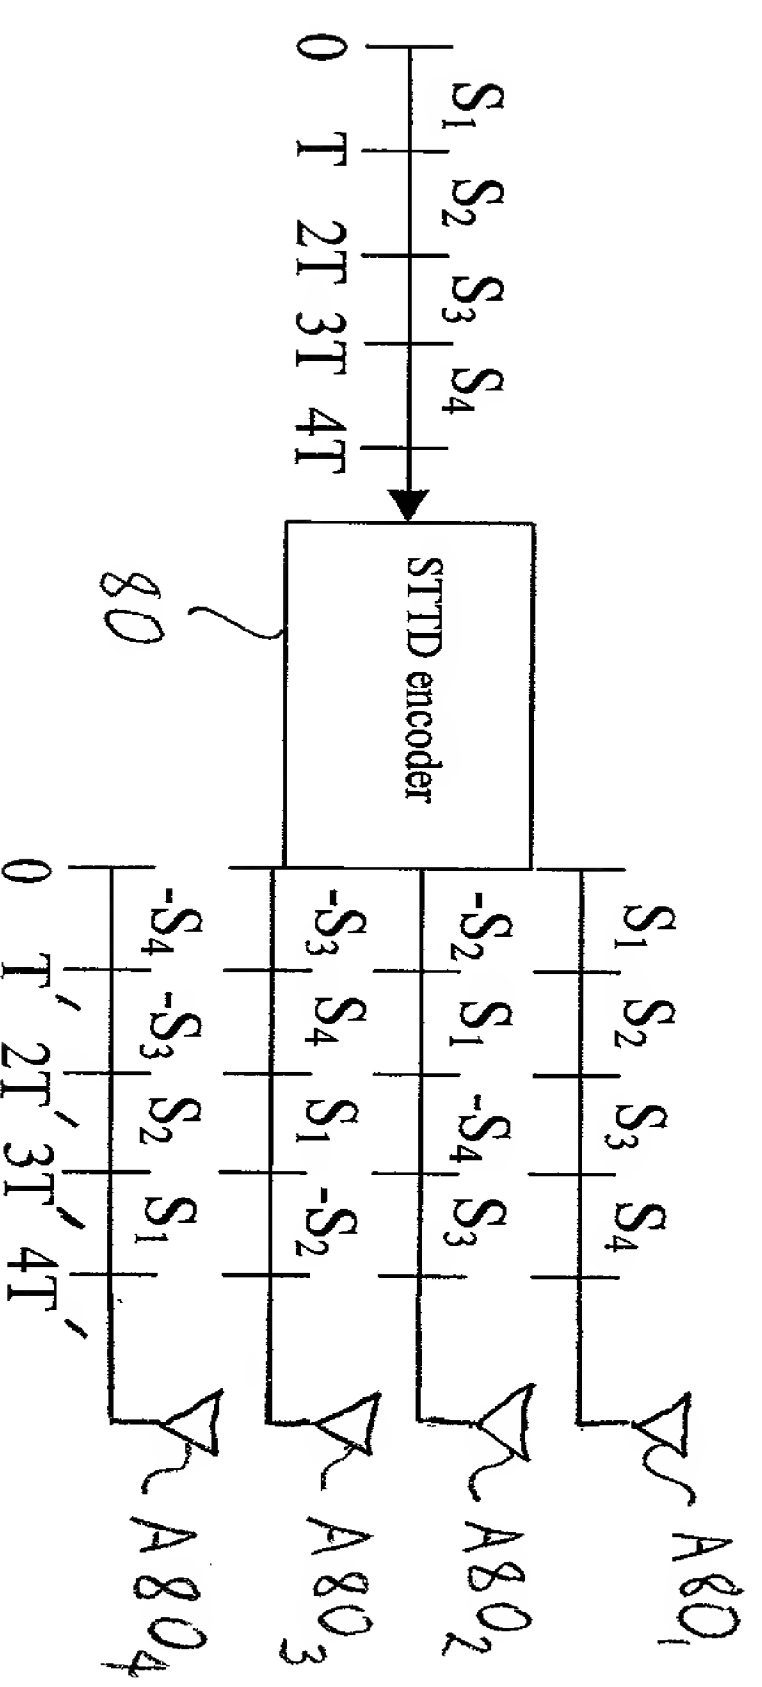 S1 S2 S3 S4
0 T 2T 3T 4T
STTD encoder
80
S1 S2 S3 S4
A801
-S2 S1 -S4 S3
A802
-S3 S4 S1 -S2
A803
-S4 -S3 S2 S1
A804
0 T' 2T' 3T' 4T'